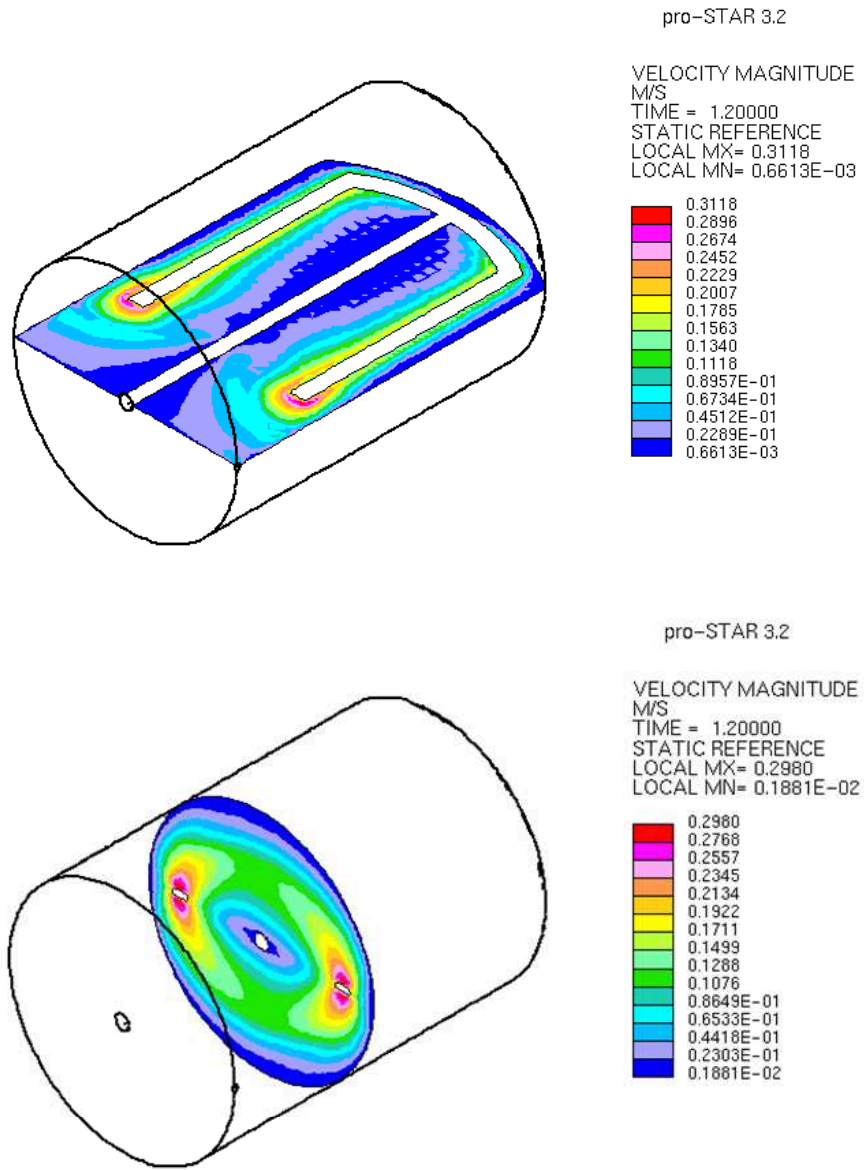 pro-STAR 3.2
VELOCITY MAGNITUDE
M/S
TIME = 1.20000
STATIC REFERENCE
LOCAL MX= 0.3118
LOCAL MN= 0.6613E-03
0.3118
0.2896
0.2674
0.2452
0.2229
0.2007
0.1785
0.1563
0.1340
0.1118
0.8957E-01
0.6734E-01
0.4512E-01
0.2289E-01
0.6613E-03
pro-STAR 3.2
VELOCITY MAGNITUDE
M/S
TIME = 1.20000
STATIC REFERENCE
LOCAL MX= 0.2980
LOCAL MN= 0.1881E-02
0.2980
0.2768
0.2557
0.2345
0.2134
0.1922
0.1711
0.1499
0.1288
0.1076
0.8649E-01
0.6533E-01
0.4418E-01
0.2303E-01
0.1881E-02